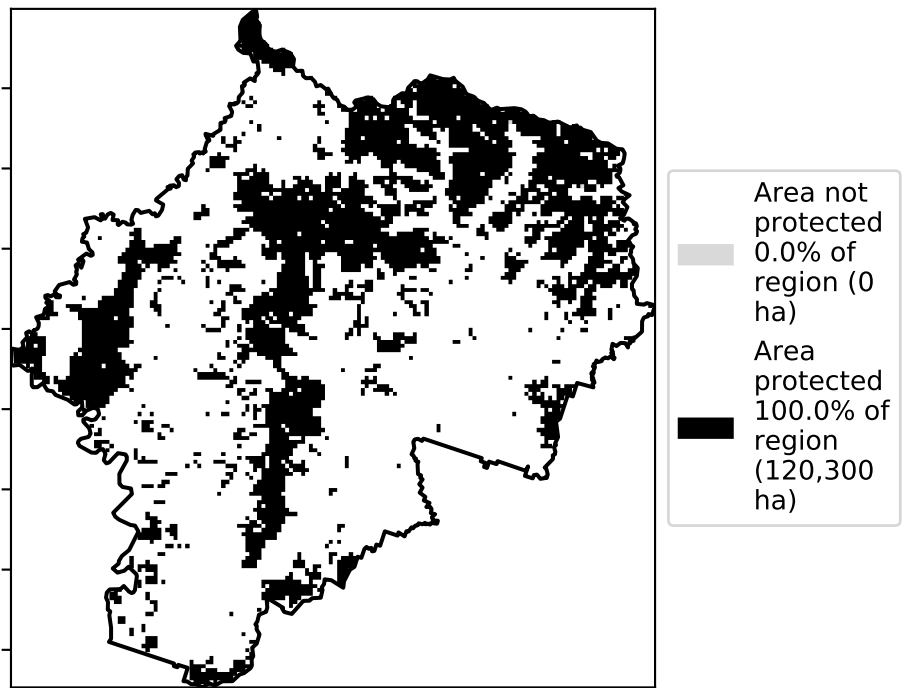 Area not
protected
0.0% of
region (0
ha)
Area
protected
100.0% of
region
(120,300
ha)